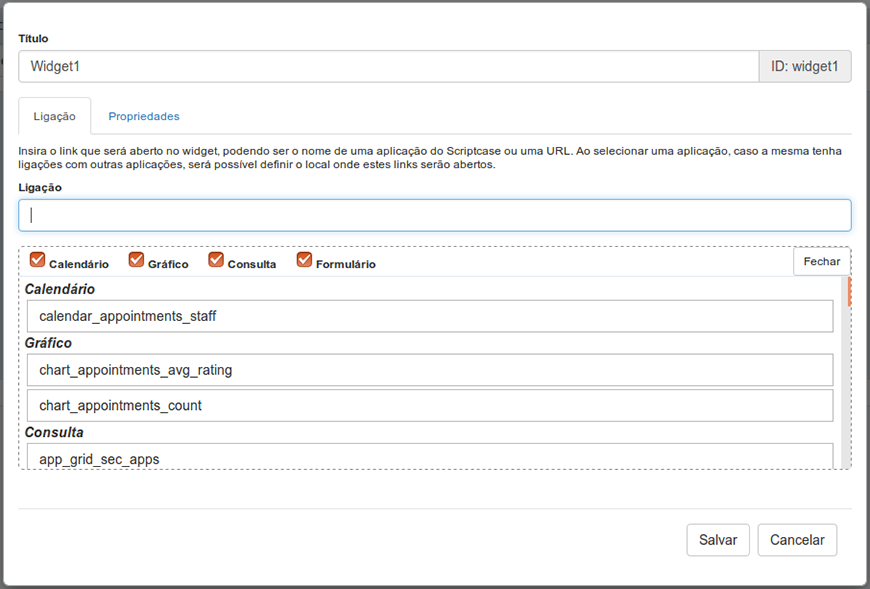 Título
Widget1
ID: widget1
Ligação
Propriedades
Insira o link que será aberto no widget, podendo ser o nome de uma aplicação do Scriptcase ou uma URL. Ao selecionar uma aplicação, caso a mesma tenha
ligações com outras aplicações, será possível definir o local onde estes links serão abertos.
Ligação
Calendário Gráfico Consulta Formulário
Fechar
Calendário
calendar_appointments_staff
Gráfico
chart_appointments_avg_rating
chart_appointments_count
Consulta
app_grid_sec_apps
Salvar
Cancelar